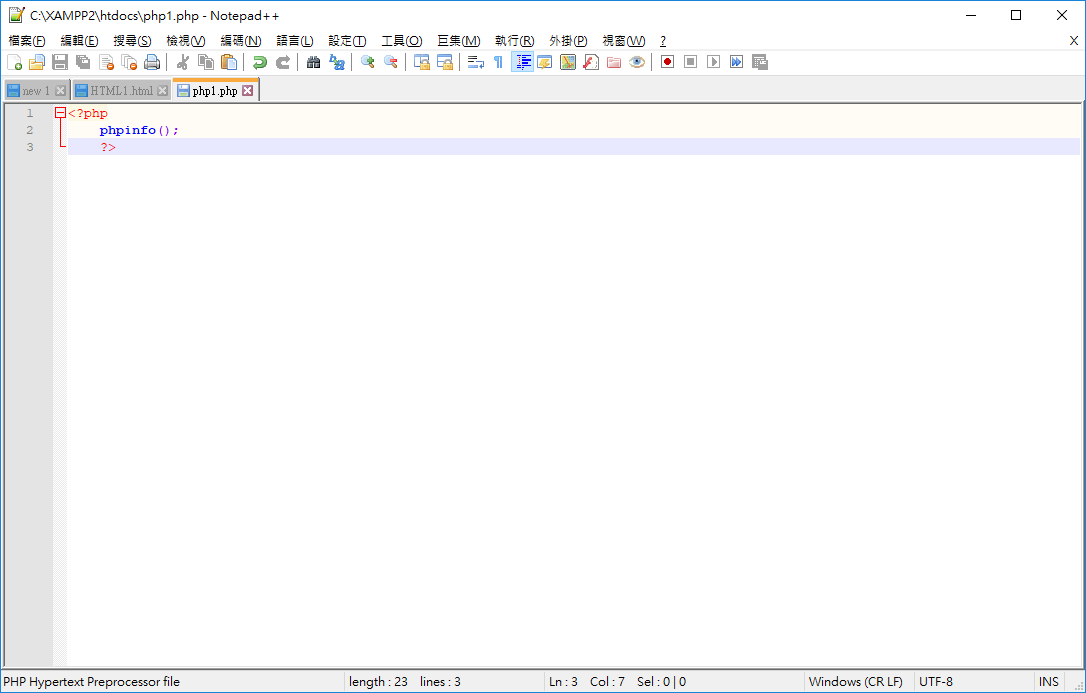 C:\XAMPP2\htdocs\php1.php - Notepad++
檔案(F) 編輯(E) 搜尋(S) 檢視(V) 編碼(N) 語言(L) 設定(T) 工具(O) 巨集(M) 執行(R) 外掛(P) 視窗(W) ? X
new 1 HTML1.html php1.php
1 <?php
2 phpinfo();
3 ?>
PHP Hypertext Preprocessor file length : 23 lines : 3 Ln : 3 Col : 7 Sel : 0 | 0 Windows (CR LF) UTF-8 INS